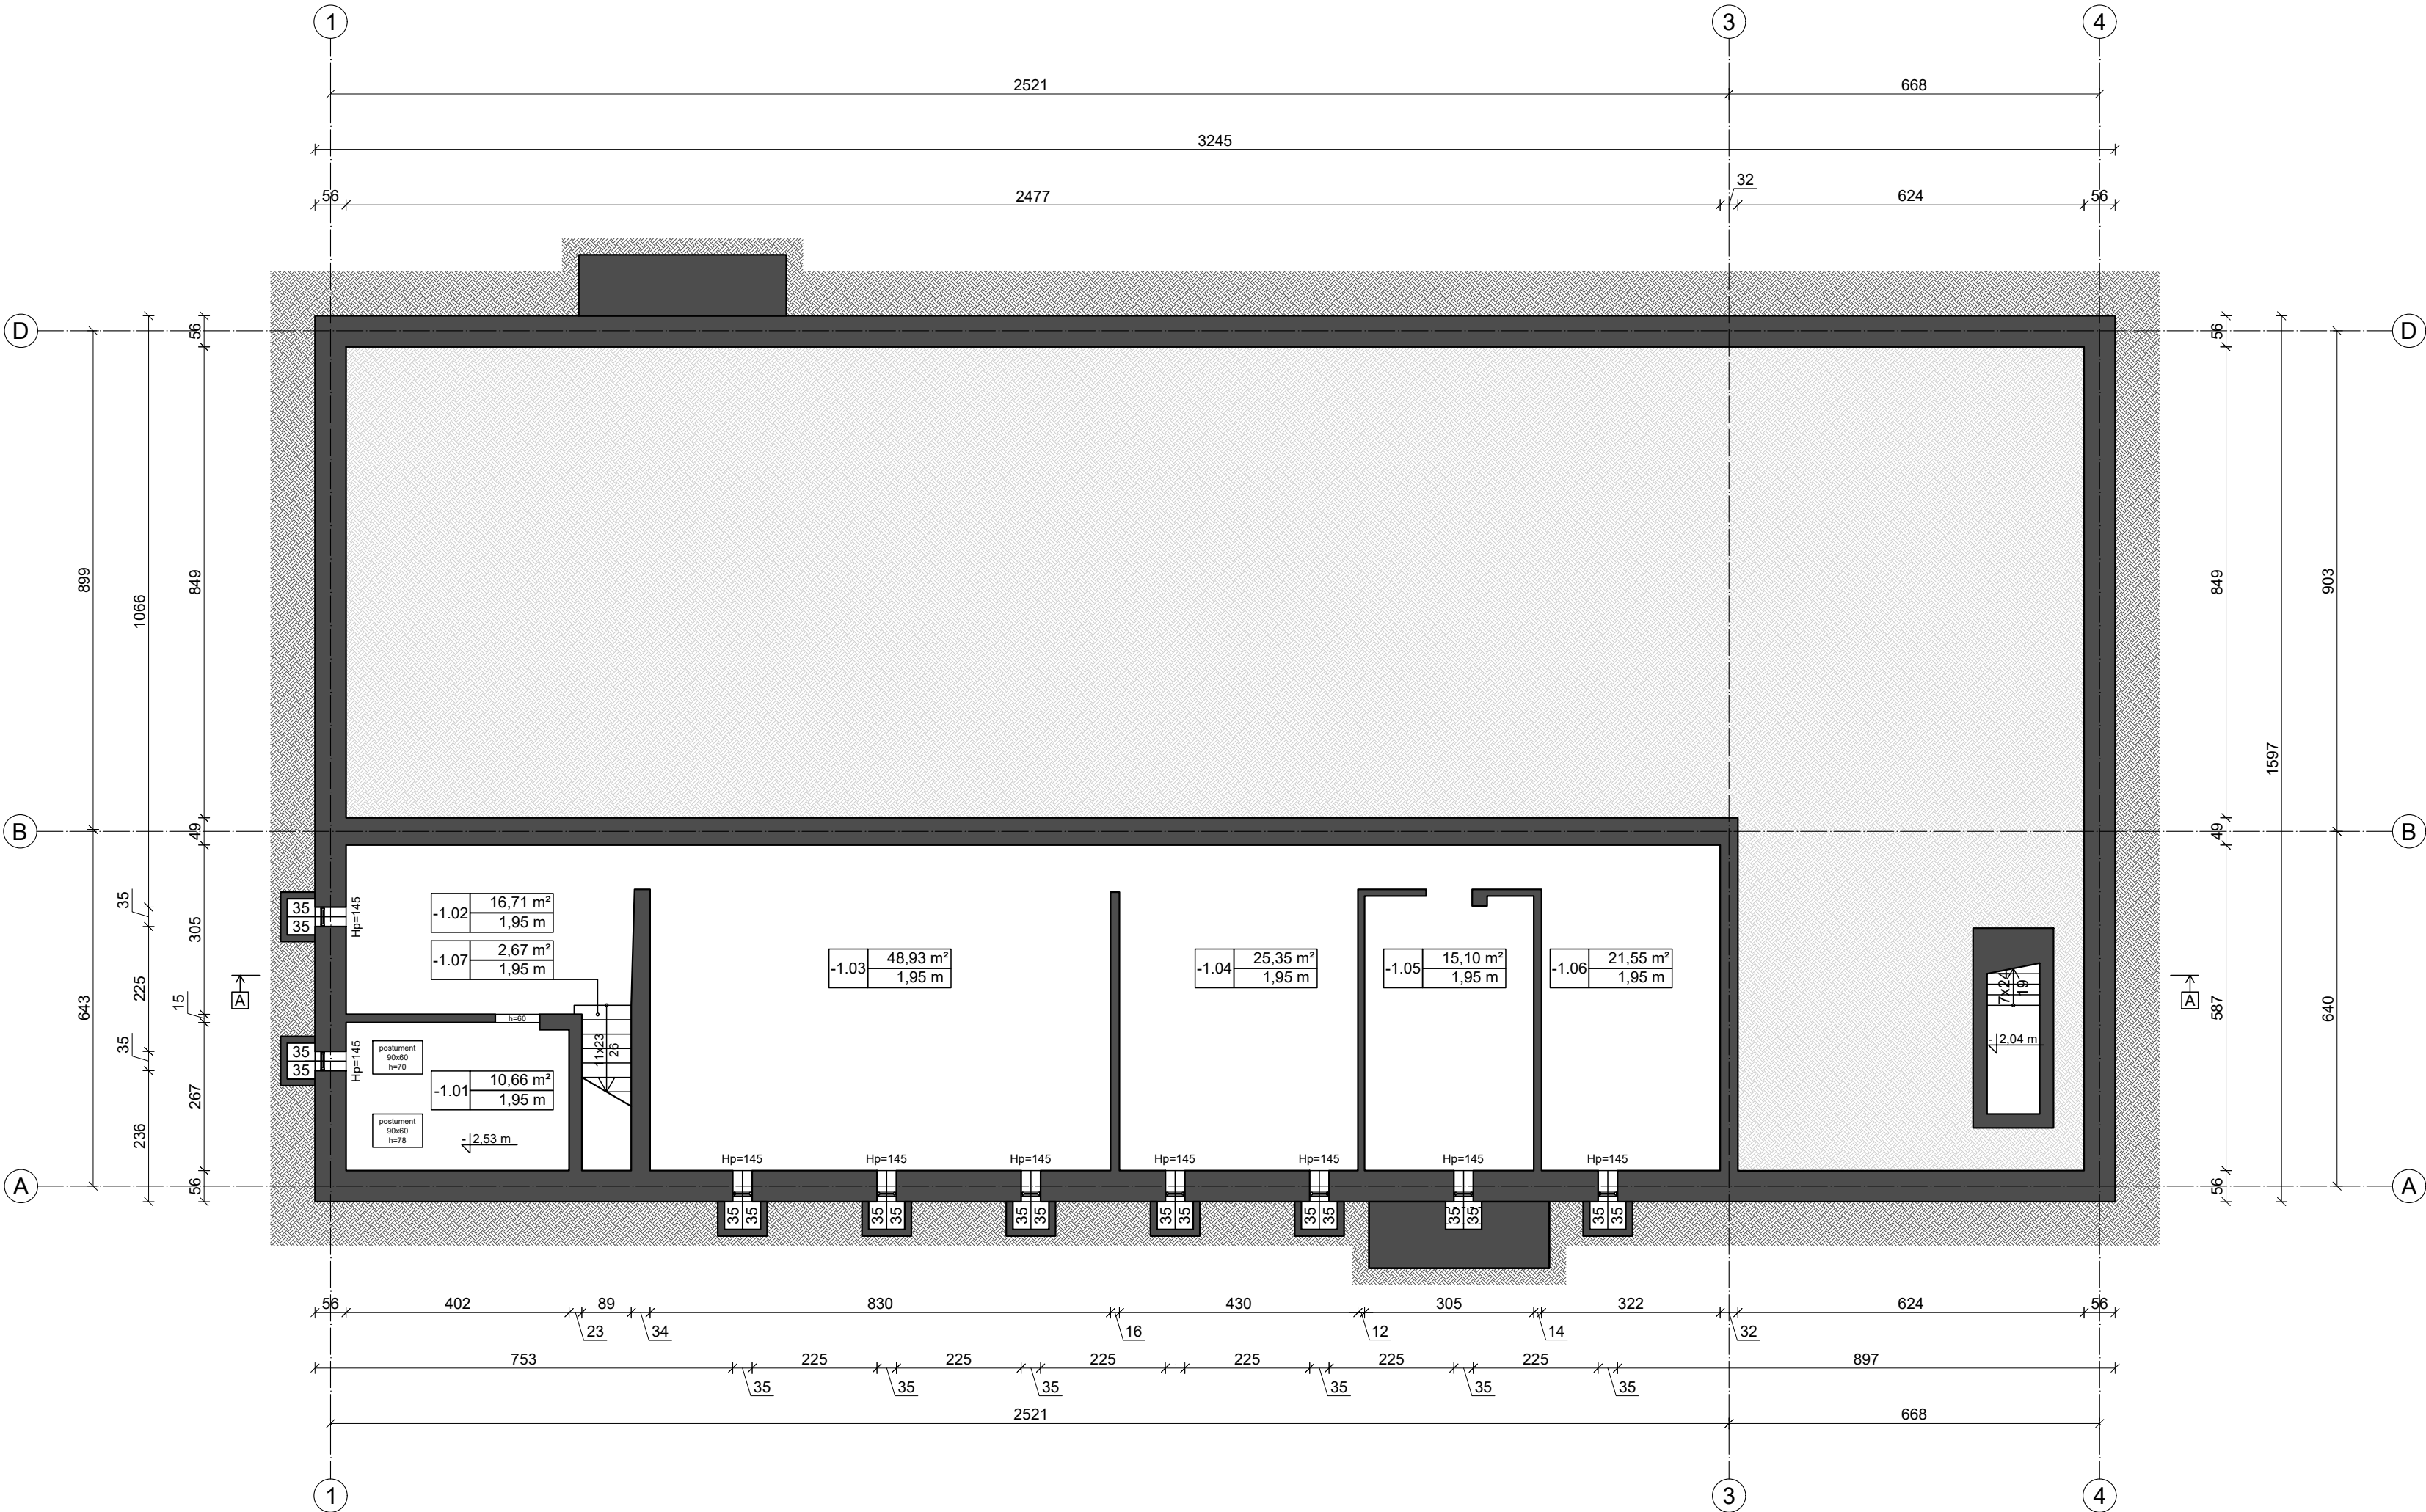 1
3
4
2521
668
3245
56
2477
32
624
56
D
D
56
56
899
1066
849
849
903
1597
B
B
49
49
35
35
35
Hp=145
-1.02
16,71 m²
1,95 m
305
-1.07
2,67 m²
1,95 m
-1.03
48,93 m²
1,95 m
-1.04
25,35 m²
1,95 m
-1.05
15,10 m²
1,95 m
-1.06
21,55 m²
1,95 m
225
A
A
7x24
19
15
h=60
643
587
640
-2,04 m
35
35
35
Hp=145
postument
90x60
h=70
11x23
26
-1.01
10,66 m²
1,95 m
267
postument
90x60
h=78
236
-2,53 m
Hp=145
Hp=145
Hp=145
Hp=145
Hp=145
Hp=145
Hp=145
A
A
56
56
35
35
35
35
35
35
35
35
35
35
35
35
35
35
56
402
89
830
430
305
322
624
56
23
34
16
12
14
32
753
225
225
225
225
225
225
897
35
35
35
35
35
35
2521
668
1
3
4